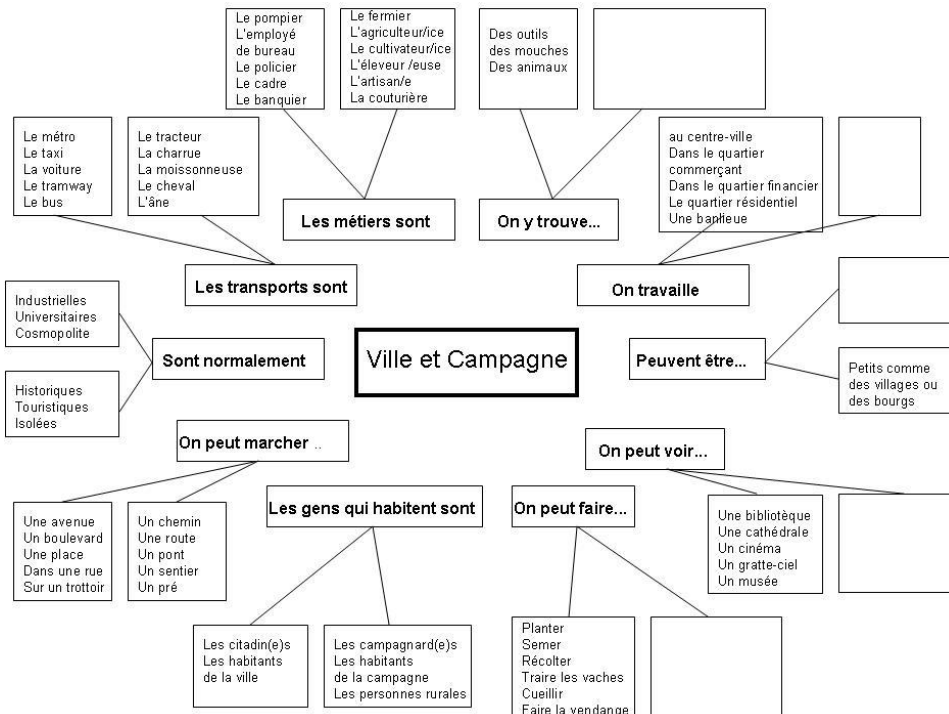 Le pompier
L'employé
de bureau
Le policier
Le cadre
Le banquier
Le fermier
L'agriculteur/ice
Le cultivateur/ice
L'éleveur /euse
L'artisan/e
La couturière
Des outils
des mouches
Des animaux
Le métro
Le taxi
La voiture
Le tramway
Le bus
Le tracteur
La charrue
La moissonneuse
Le cheval
L'âne
au centre-ville
Dans le quartier
commerçant
Dans le quartier financier
Le quartier résidentiel
Une banlieue
Les métiers sont
On y trouve...
Les transports sont
On travaille
Industrielles
Universitaires
Cosmopolite
Sont normalement
Ville et Campagne
Peuvent être...
Historiques
Touristiques
Isolées
Petits comme
des villages ou
des bourgs
On peut marcher ..
On peut voir...
Une avenue
Un boulevard
Une place
Dans une rue
Sur un trottoir
Un chemin
Une route
Un pont
Un sentier
Un pré
Les gens qui habitent sont
On peut faire...
Une bibliotèque
Une cathédrale
Un cinéma
Un gratte-ciel
Un musée
Les citadin(e)s
Les habitants
de la ville
Les campagnard(e)s
Les habitants
de la campagne
Les personnes rurales
Planter
Semer
Récolter
Traire les vaches
Cueillir
Faire la vendange